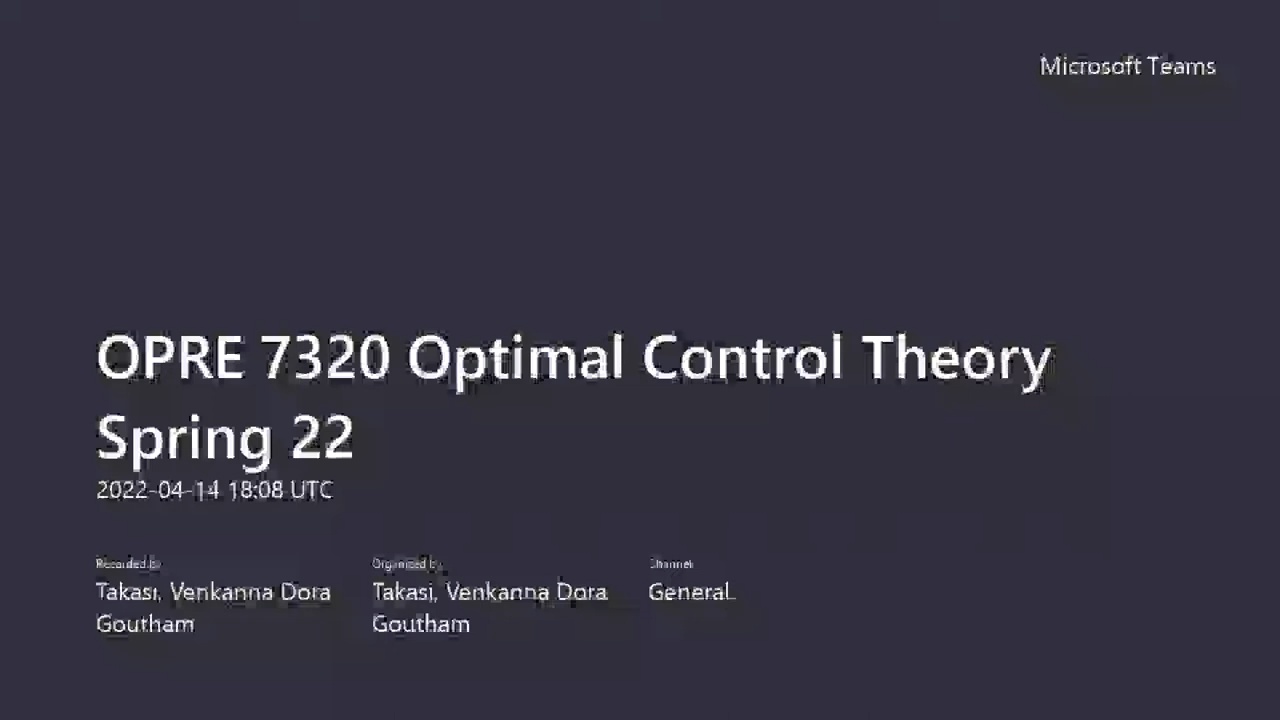 Microsoft Teams
OPRE 7320 Optimal Control Theory
Spring 22
2022-04-14 18:08 UTC
Recorded by Organized by Channel
Takasi, Venkanna Dora Takasi, Venkanna Dora General
Goutham Goutham